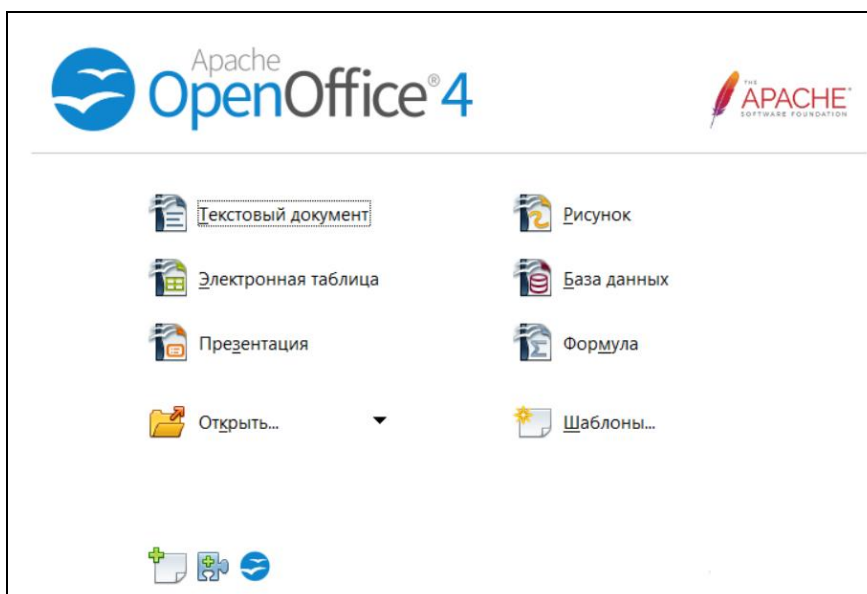 Apache
OpenOffice® 4
THE
APACHE®
SOFTWARE FOUNDATION
Текстовый документ
Рисунок
Электронная таблица
База данных
Презентация
Формула
Открыть...
Шаблоны...